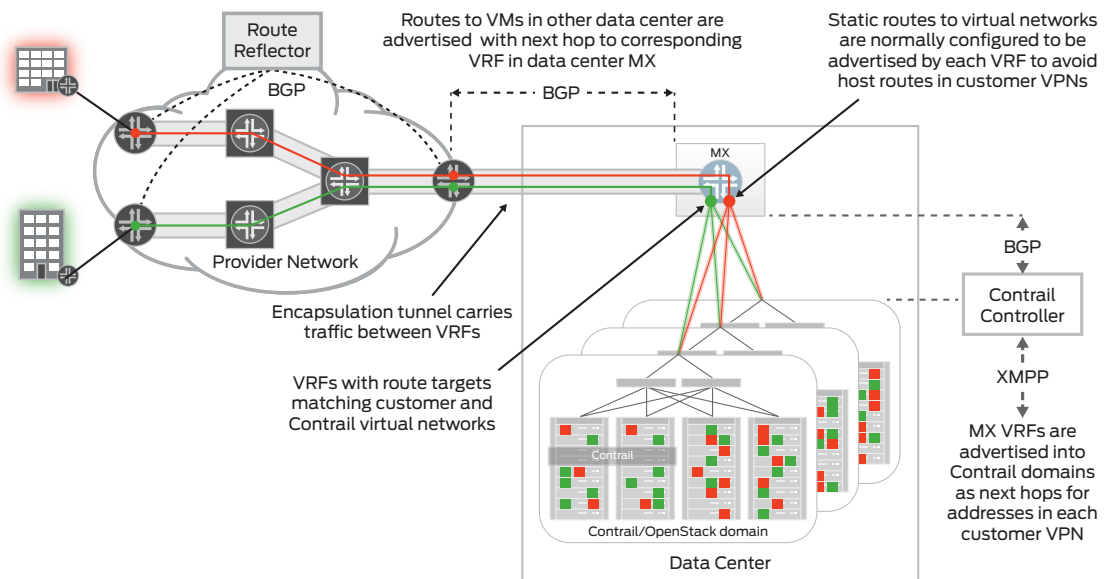 Route
Reflector
BGP
Routes to VMs in other data center are
advertised with next hop to corresponding
VRF in data center MX
BGP
Static routes to virtual networks
are normally configured to be
advertised by each VRF to avoid
host routes in customer VPNs
MX
Provider Network
Encapsulation tunnel carries
traffic between VRFs
VRFs with route targets
matching customer and
Contrail virtual networks
BGP
Contrail
Controller
XMPP
MX VRFs are
advertised into
Contrail domains
as next hops for
addresses in each
customer VPN
Contrail
Contrail/OpenStack domain
Data Center